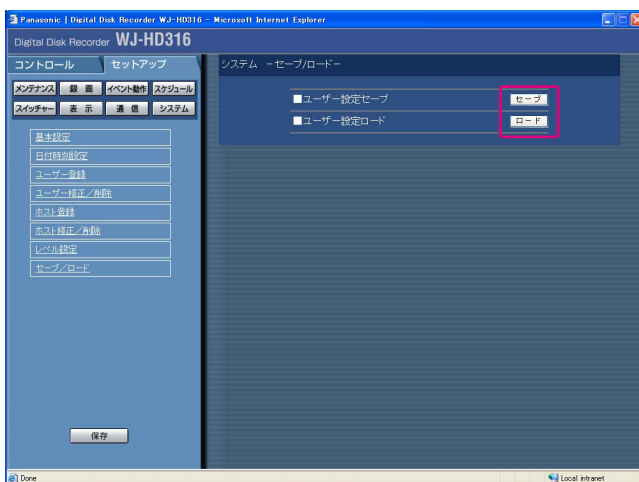 Panasonic | Digital Disk Recorder WJ-HD316 - Microsoft Internet Explorer
Digital Disk Recorder WJ-HD316
コントロール セットアップ
システム －セーブ/ロード－
メンテナンス 録 画 イベント動作 スケジュール
スイッチャー 表 示 通 信 システム
■ユーザー設定セーブ セーブ
■ユーザー設定ロード ロード
基本設定
日付時刻設定
ユーザー登録
ユーザー修正／削除
ホスト登録
ホスト修正／削除
レベル設定
セーブ／ロード
保存
Done Local intranet